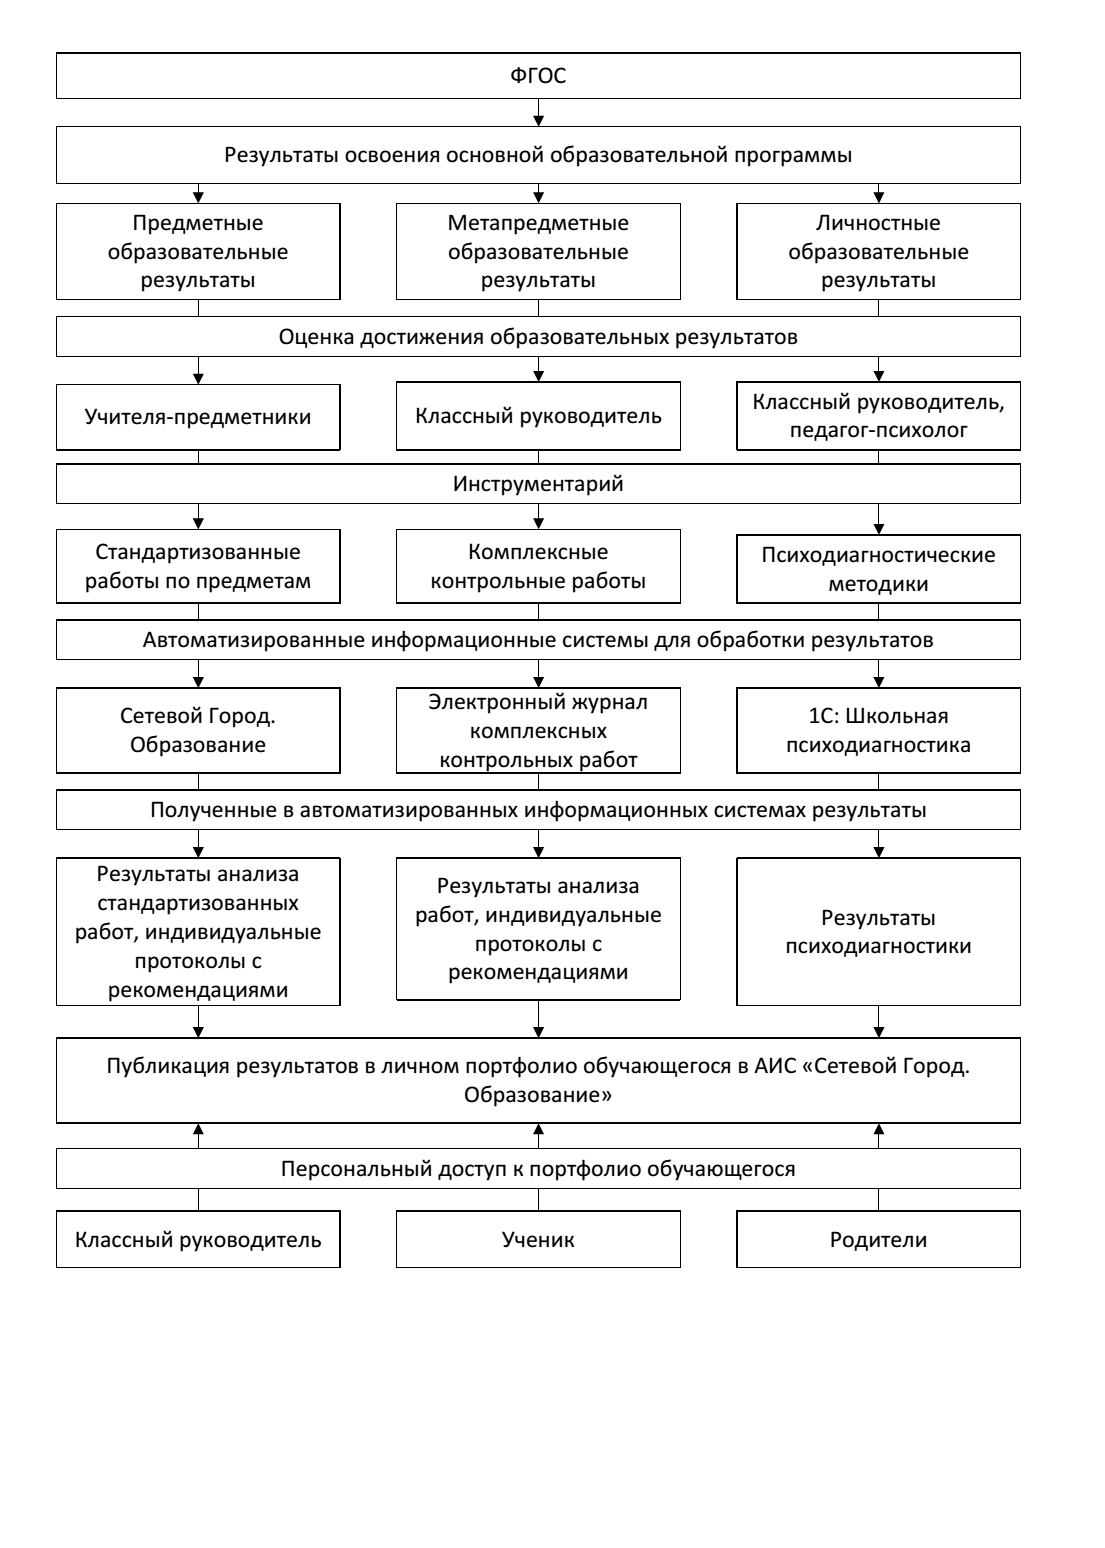 ФГОС
Результаты освоения основной образовательной программы
Предметные
образовательные
результаты
Метапредметные
образовательные
результаты
Личностные
образовательные
результаты
Оценка достижения образовательных результатов
Учителя-предметники
Классный руководитель
Классный руководитель,
педагог-психолог
Инструментарий
Стандартизованные
работы по предметам
Комплексные
контрольные работы
Психодиагностические
методики
Автоматизированные информационные системы для обработки результатов
Сетевой Город.
Образование
Электронный журнал
комплексных
контрольных работ
1С: Школьная
психодиагностика
Полученные в автоматизированных информационных системах результаты
Результаты анализа
стандартизованных
работ, индивидуальные
протоколы с
рекомендациями
Результаты анализа
работ, индивидуальные
протоколы с
рекомендациями
Результаты
психодиагностики
Публикация результатов в личном портфолио обучающегося в АИС «Сетевой Город.
Образование»
Персональный доступ к портфолио обучающегося
Классный руководитель
Ученик
Родители